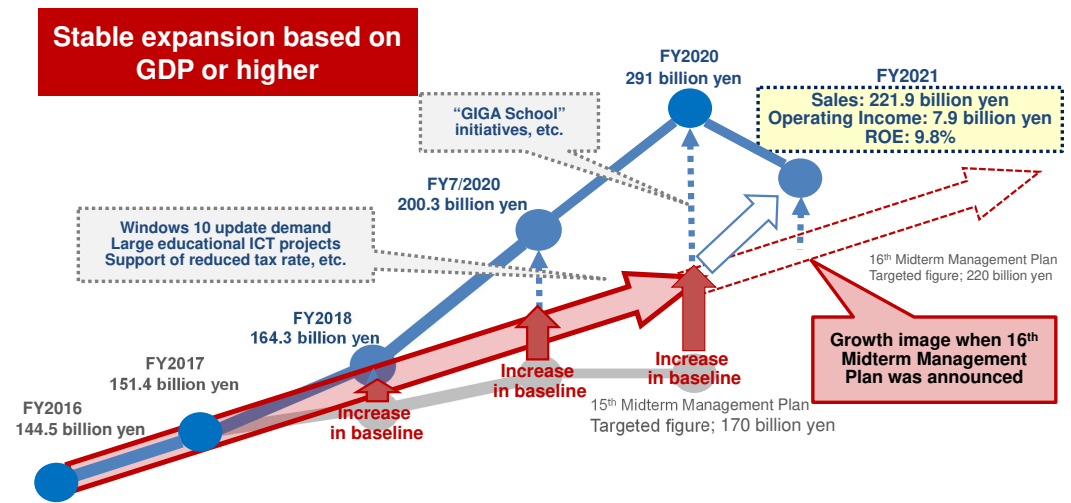 Stable expansion based on
GDP or higher
FY2020
291 billion yen
FY2021
Sales: 221.9 billion yen
Operating Income: 7.9 billion yen
ROE: 9.8%
“GIGA School”
initiatives, etc.
FY7/2020
200.3 billion yen
Windows 10 update demand
Large educational ICT projects
Support of reduced tax rate, etc.
16th Midterm Management Plan
Targeted figure; 220 billion yen
FY2018
164.3 billion yen
Growth image when 16th
Midterm Management
Plan was announced
FY2017
151.4 billion yen
Increase
in baseline
Increase
in baseline
Increase
in baseline
FY2016
144.5 billion yen
15th Midterm Management Plan
Targeted figure; 170 billion yen